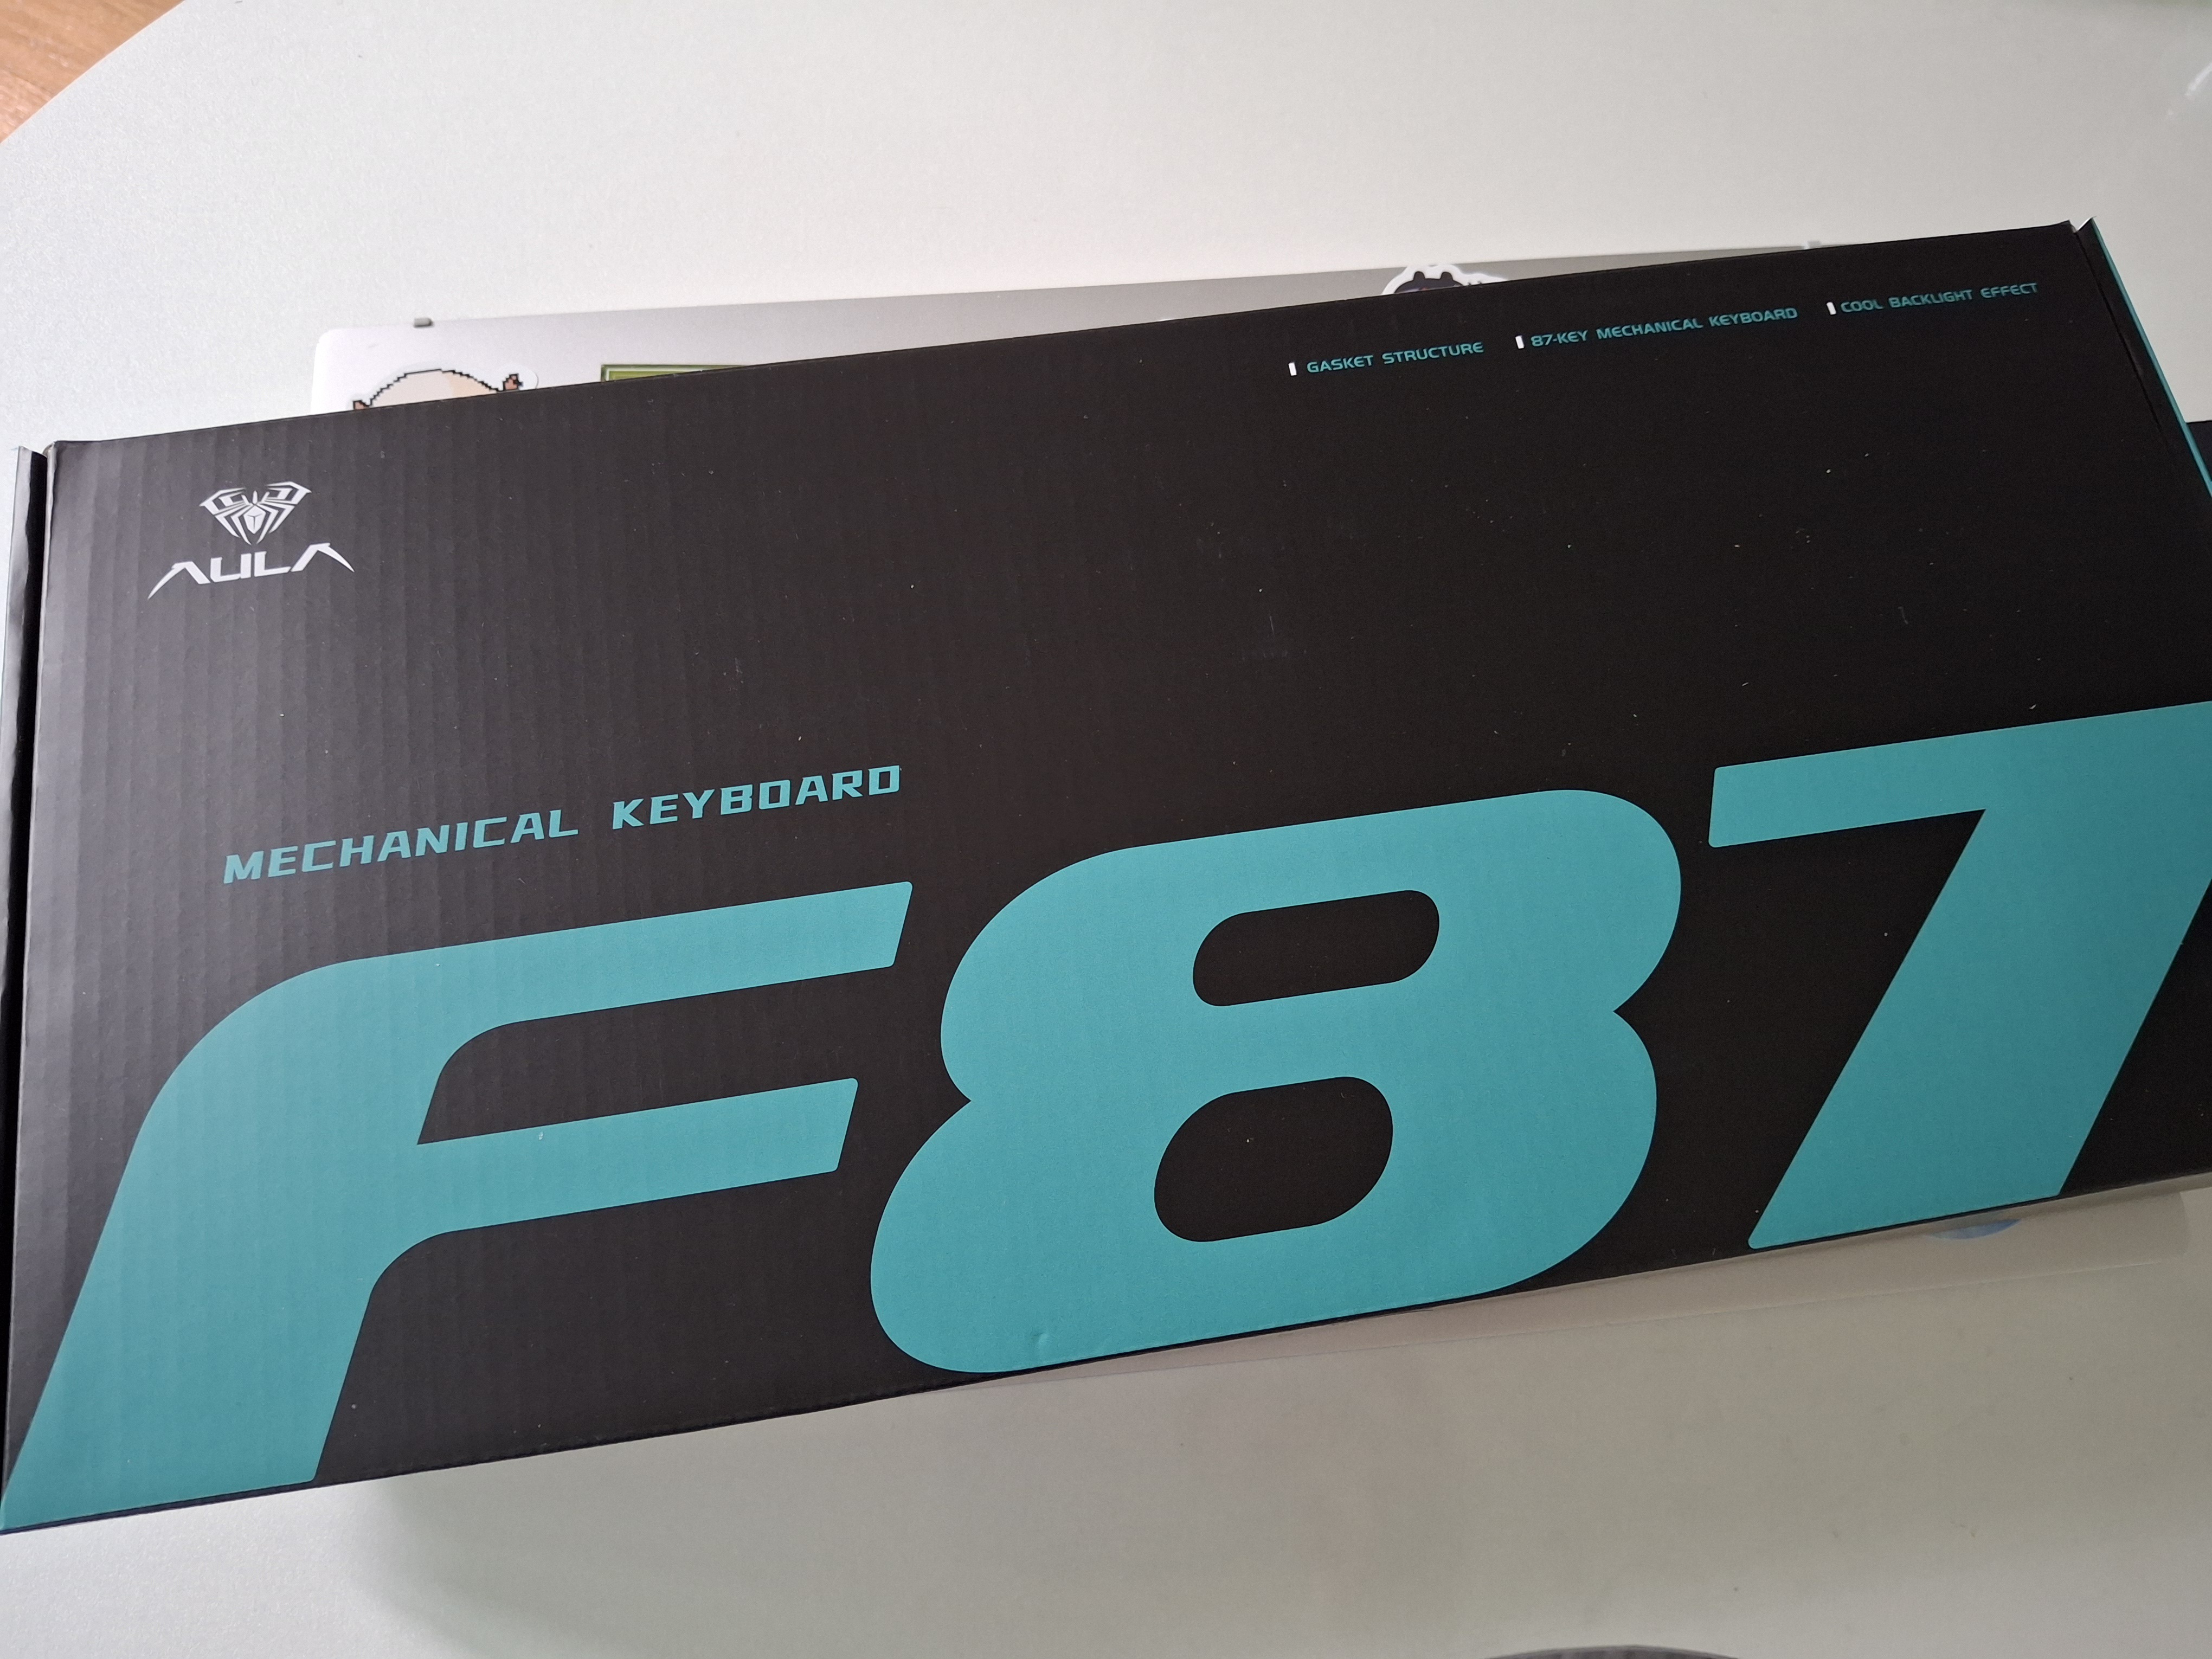 GASKET STRUCTURE
87-KEY MECHANICAL KEYBOARD
COOL BACKLIGHT EFFECT
AULA
MECHANICAL KEYBOARD
F87